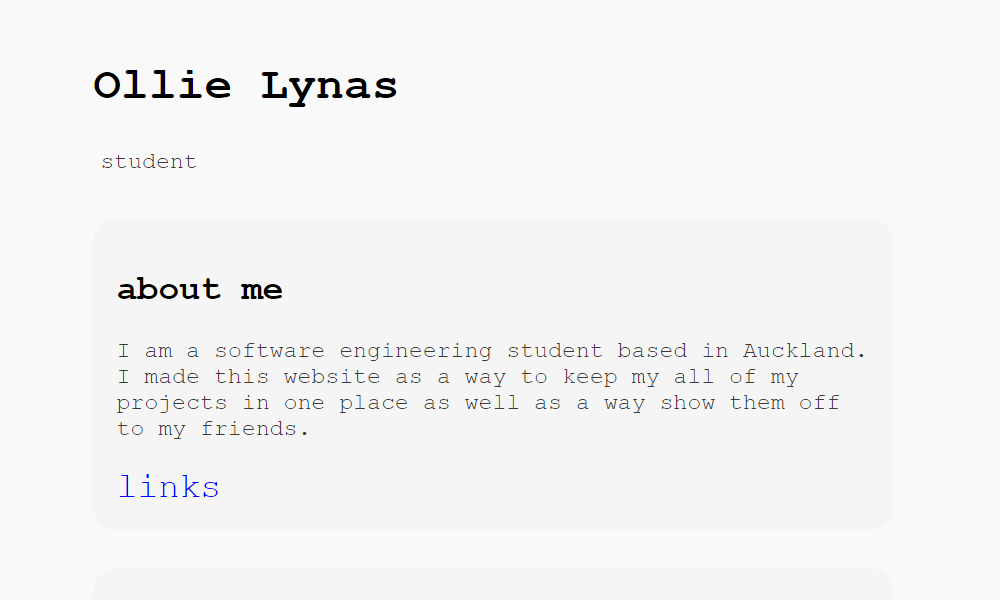 Ollie Lynas
student
about me
I am a software engineering student based in Auckland.
I made this website as a way to keep my all of my
projects in one place as well as a way show them off
to my friends.
links